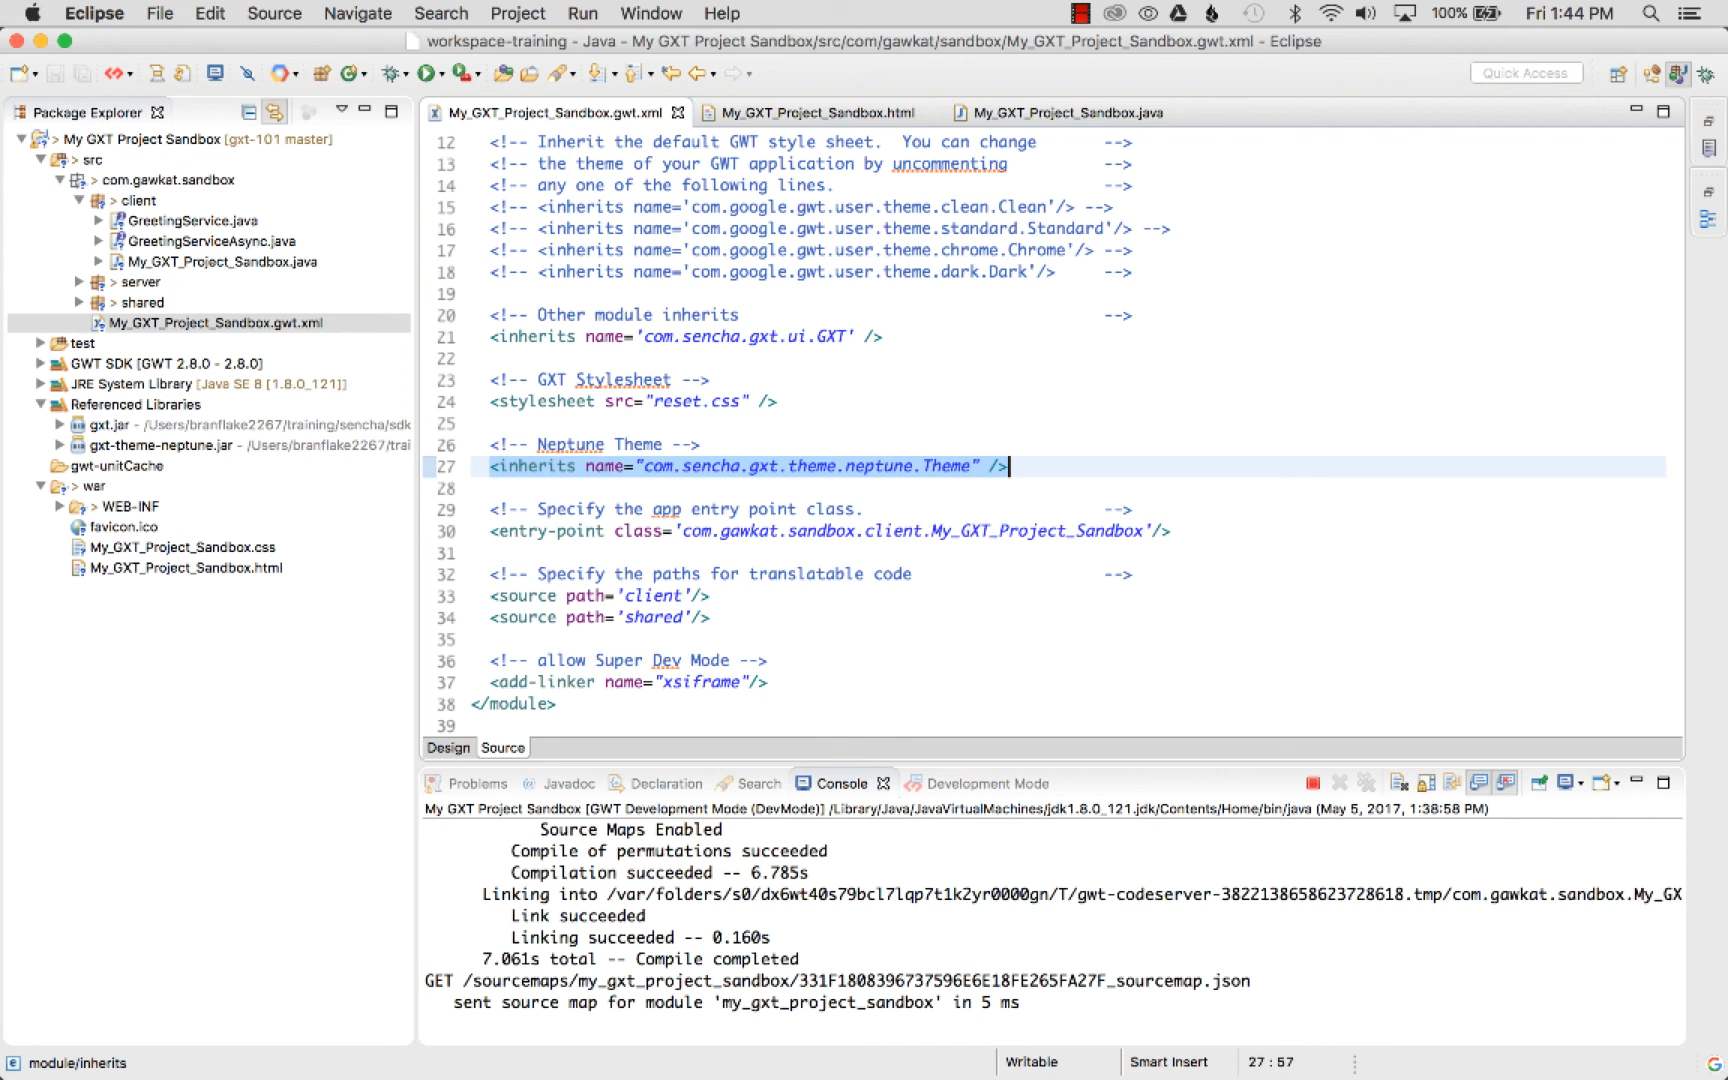 Eclipse File Edit Source Navigate Search Project Run Window Help 100% Fri 1:44 PM
workspace-training - Java - My GXT Project Sandbox/src/com/gawkat/sandbox/My_GXT_Project_Sandbox.gwt.xml - Eclipse
Quick Access
Package Explorer
> My GXT Project Sandbox [gxt-101 master]
> src
> com.gawkat.sandbox
> client
GreetingService.java
GreetingServiceAsync.java
My_GXT_Project_Sandbox.java
> server
> shared
My_GXT_Project_Sandbox.gwt.xml
test
GWT SDK [GWT 2.8.0 - 2.8.0]
JRE System Library [Java SE 8 [1.8.0_121]]
Referenced Libraries
gxt.jar - /Users/branflake2267/training/sencha/sdk
gxt-theme-neptune.jar - /Users/branflake2267/trai
gwt-unitCache
> war
> WEB-INF
favicon.ico
My_GXT_Project_Sandbox.css
My_GXT_Project_Sandbox.html
My_GXT_Project_Sandbox.gwt.xml My_GXT_Project_Sandbox.html My_GXT_Project_Sandbox.java
12 <!-- Inherit the default GWT style sheet.  You can change -->
13 <!-- the theme of your GWT application by uncommenting -->
14 <!-- any one of the following lines. -->
15 <!-- <inherits name='com.google.gwt.user.theme.clean.Clean'/> -->
16 <!-- <inherits name='com.google.gwt.user.theme.standard.Standard'/> -->
17 <!-- <inherits name='com.google.gwt.user.theme.chrome.Chrome'/> -->
18 <!-- <inherits name='com.google.gwt.user.theme.dark.Dark'/> -->
19
20 <!-- Other module inherits -->
21 <inherits name='com.sencha.gxt.ui.GXT' />
22
23 <!-- GXT Stylesheet -->
24 <stylesheet src="reset.css" />
25
26 <!-- Neptune Theme -->
27 <inherits name="com.sencha.gxt.theme.neptune.Theme" />
28
29 <!-- Specify the app entry point class. -->
30 <entry-point class='com.gawkat.sandbox.client.My_GXT_Project_Sandbox'/>
31
32 <!-- Specify the paths for translatable code -->
33 <source path='client'/>
34 <source path='shared'/>
35
36 <!-- allow Super Dev Mode -->
37 <add-linker name="xsiframe"/>
38 </module>
39
Design Source
Problems @ Javadoc Declaration Search Console Development Mode
My GXT Project Sandbox [GWT Development Mode (DevMode)] /Library/Java/JavaVirtualMachines/jdk1.8.0_121.jdk/Contents/Home/bin/java (May 5, 2017, 1:38:58 PM)
Source Maps Enabled
Compile of permutations succeeded
Compilation succeeded -- 6.785s
Linking into /var/folders/s0/dx6wt40s79bcl7lqp7t1k2yr0000gn/T/gwt-codeserver-3822138658623728618.tmp/com.gawkat.sandbox.My_GX
Link succeeded
Linking succeeded -- 0.160s
7.061s total -- Compile completed
GET /sourcemaps/my_gxt_project_sandbox/331F1808396737596E6E18FE265FA27F_sourcemap.json
sent source map for module 'my_gxt_project_sandbox' in 5 ms
module/inherits Writable Smart Insert 27 : 57